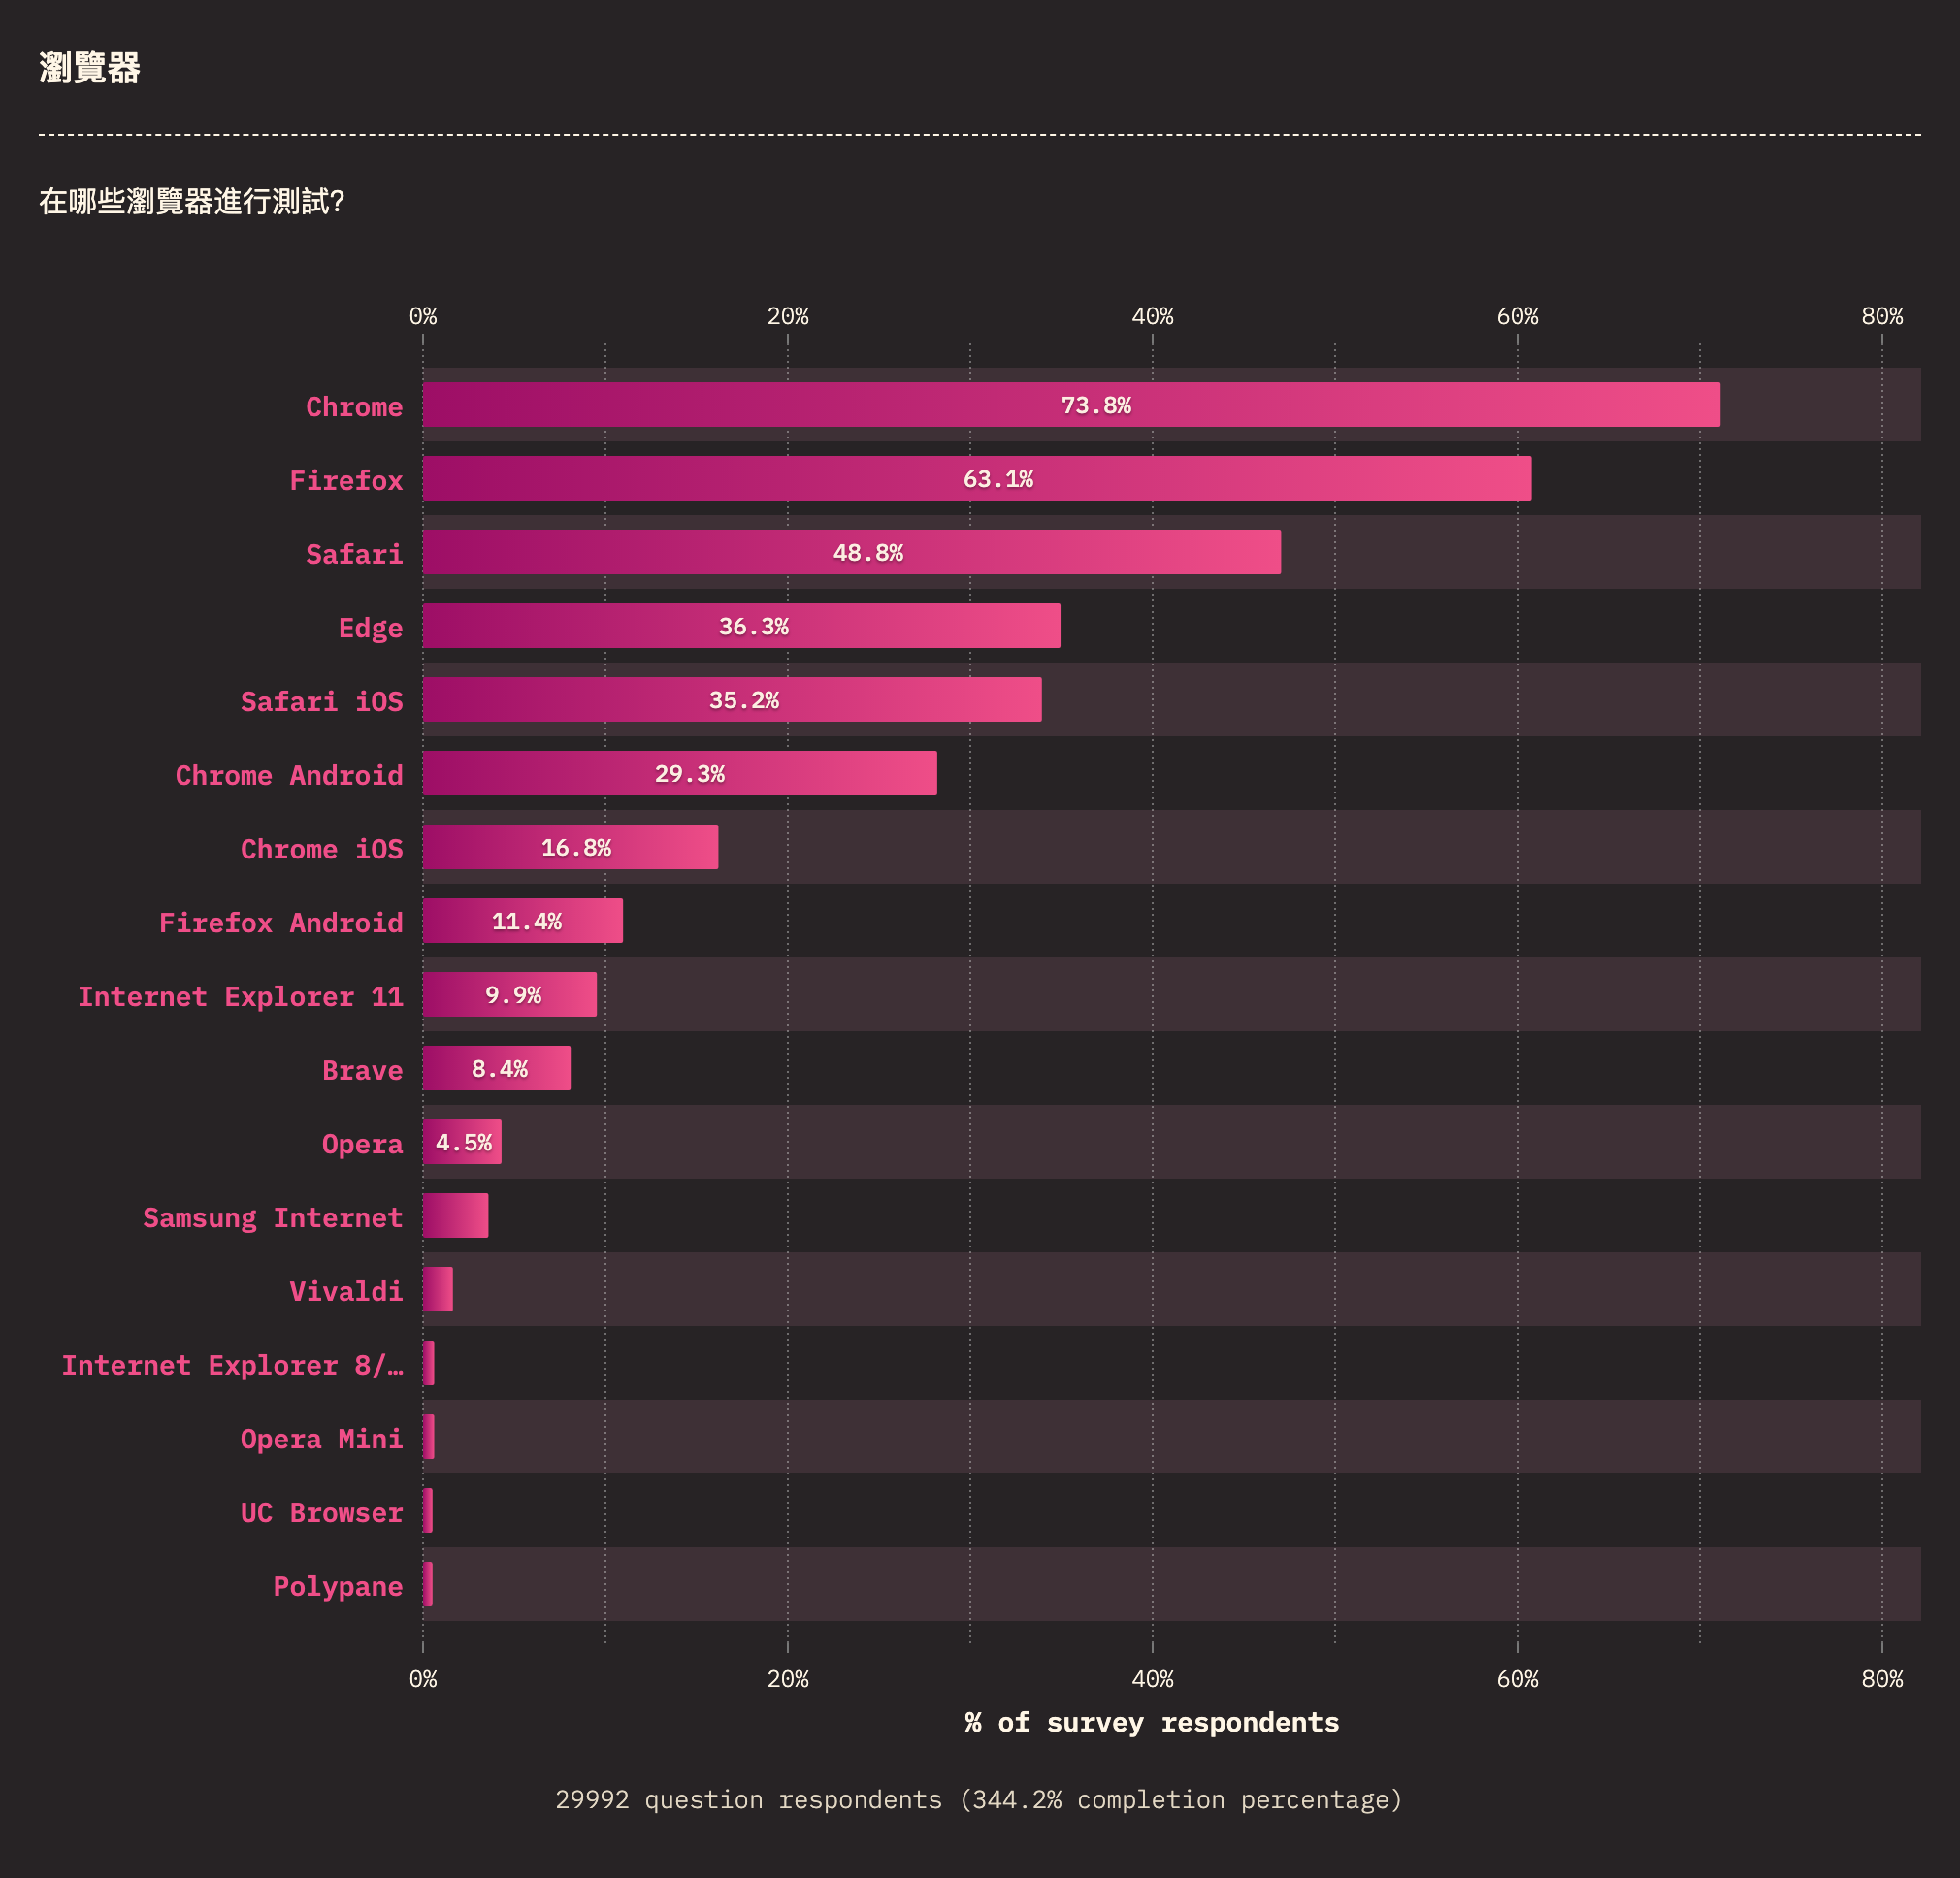 瀏覽器
在哪些瀏覽器進行測試?
0% 20% 40% 60% 80%
Chrome 73.8%
Firefox 63.1%
Safari 48.8%
Edge 36.3%
Safari iOS 35.2%
Chrome Android 29.3%
Chrome iOS 16.8%
Firefox Android 11.4%
Internet Explorer 11 9.9%
Brave 8.4%
Opera 4.5%
Samsung Internet
Vivaldi
Internet Explorer 8/…
Opera Mini
UC Browser
Polypane
0% 20% 40% 60% 80%
% of survey respondents
29992 question respondents (344.2% completion percentage)